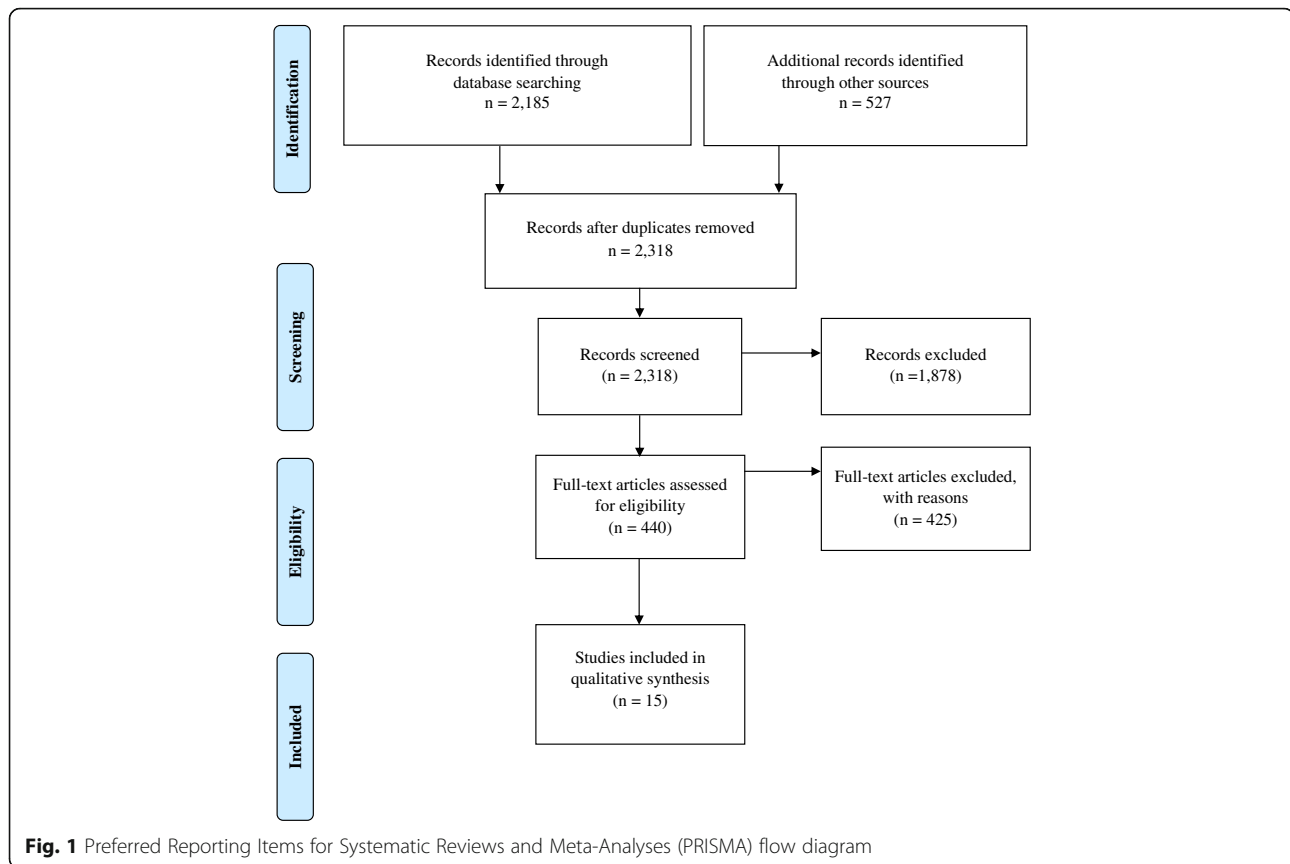 Identification
Records identified through
database searching
n = 2,185
Additional records identified
through other sources
n = 527
Records after duplicates removed
n = 2,318
Screening
Records screened
(n = 2,318)
Records excluded
(n =1,878)
Eligibility
Full-text articles assessed
for eligibility
(n = 440)
Full-text articles excluded,
with reasons
(n = 425)
Included
Studies included in
qualitative synthesis
(n = 15)
Fig. 1 Preferred Reporting Items for Systematic Reviews and Meta-Analyses (PRISMA) flow diagram